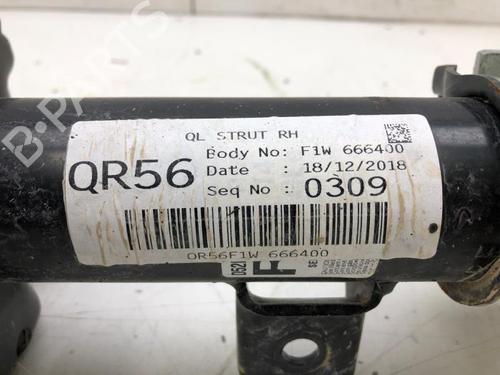 B-PARTS
QL STRUT RH
QR56
Body No: F1W 666400
Date : 18/12/2018
Seq No : 0309
QR56F1W 666400
F